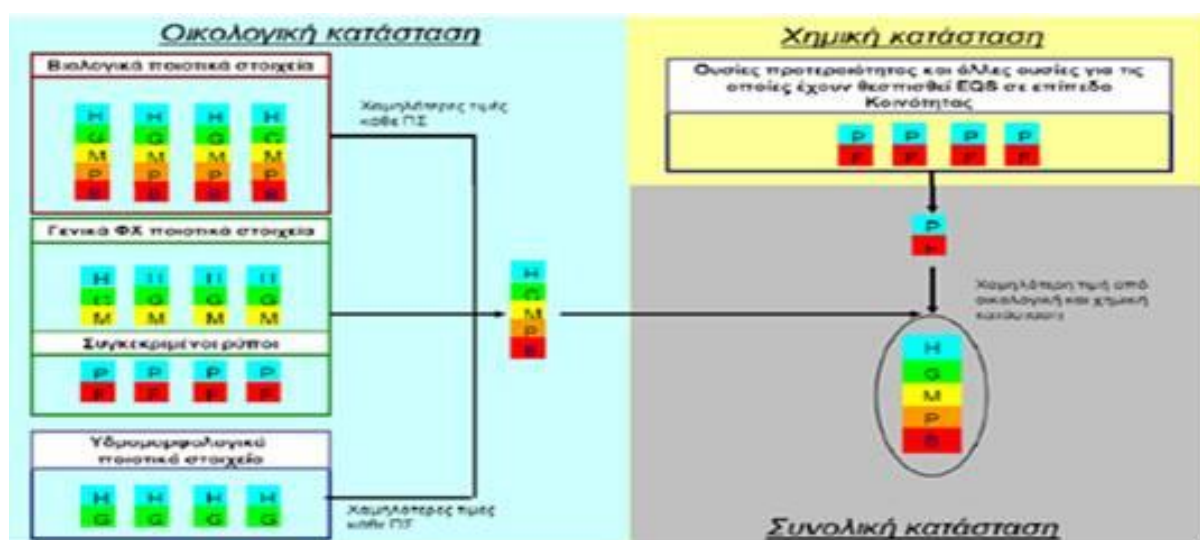 Οικολογική κατάσταση
Βιολογικά ποιοτικά στοιχεία
H H H H
G G G G
M M M M
P P P P
B B B B
Χαμηλότερες τιμές
κάθε ΠΣ
Γενικά ΦΧ ποιοτικά στοιχεία
H H H H
G G G G
M M M M
Συγκεκριμένοι ρύποι
P P P P
F F F F
Υδρομορφολογικά
ποιοτικά στοιχεία
H H H H
G G G G
Χαμηλότερες τιμές
κάθε ΠΣ
H
G
M
P
B
Χημική κατάσταση
Ουσίες προτεραιότητας και άλλες ουσίες για τις
οποίες έχουν θεσπισθεί EQS σε επίπεδο
Κοινότητας
P P P P
F F F F
P
F
Χαμηλότερη τιμή από
οικολογική και χημική
κατάσταση
H
G
M
P
B
Συνολική κατάσταση